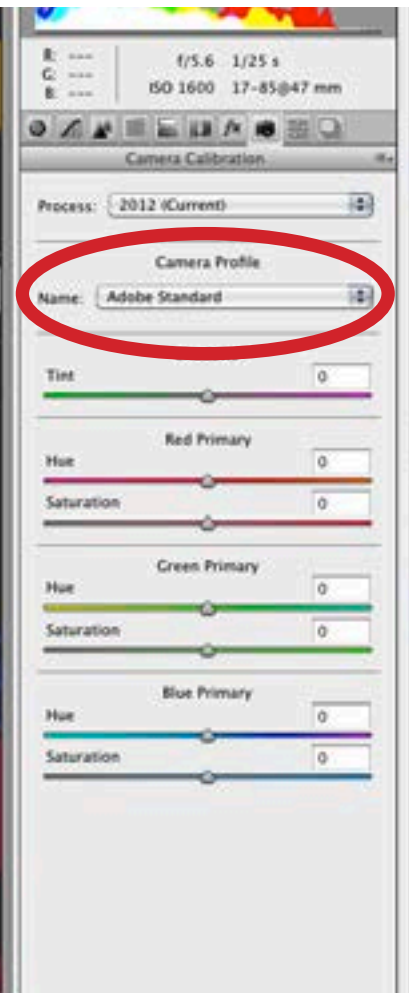 R: ---
f/5.6 1/25 s
G: ---
B: ---
ISO 1600 17-85@47 mm
fx
Camera Calibration
Process: 2012 (Current)
Camera Profile
Name: Adobe Standard
Tint 0
Red Primary
Hue 0
Saturation 0
Green Primary
Hue 0
Saturation 0
Blue Primary
Hue 0
Saturation 0